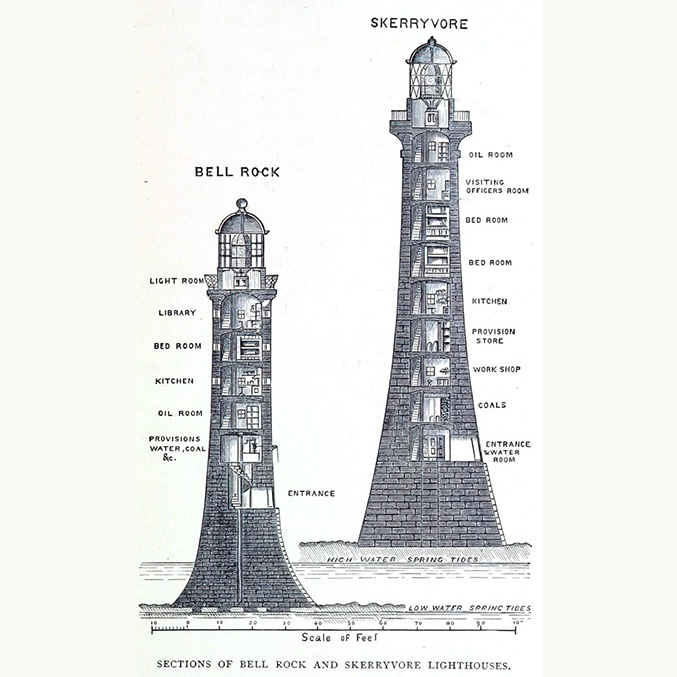 SKERRYVORE
BELL ROCK
OIL ROOM
VISITING
OFFICERS ROOM
BED ROOM
BED ROOM
KITCHEN
PROVISION
STORE
WORK SHOP
COALS
ENTRANCE
& WATER
ROOM
LIGHT ROOM
LIBRARY
BED ROOM
KITCHEN
OIL ROOM
PROVISIONS
WATER, COAL
&c.
ENTRANCE
HIGH WATER SPRING TIDES
LOW WATER SPRING TIDES
10 0 10 20 30 40 50 60 70 80 90 100
Scale of Feet
SECTIONS OF BELL ROCK AND SKERRYVORE LIGHTHOUSES.